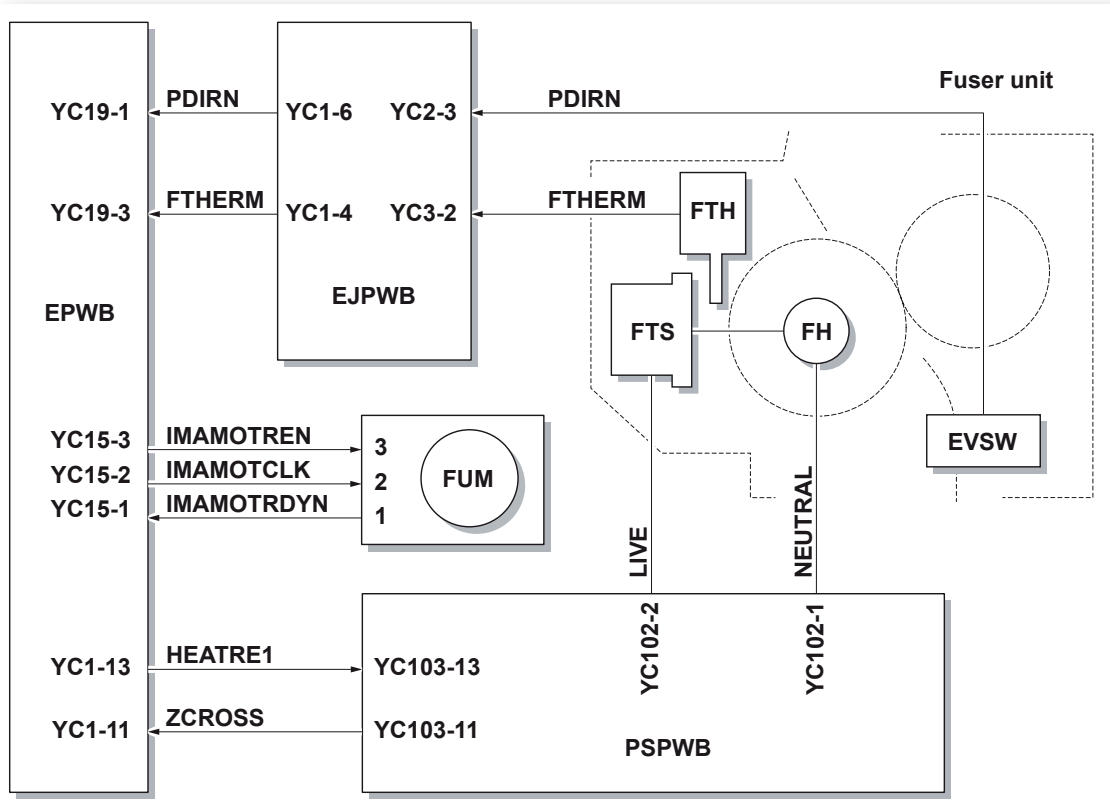 Fuser unit
YC19-1
PDIRN
YC1-6
YC2-3
PDIRN
YC19-3
FTHERM
YC1-4
YC3-2
FTHERM
FTH
EPWB
EJPWB
FTS
FH
EVSW
YC15-3
IMAMOTREN
3
YC15-2
IMAMOTCLK
2
YC15-1
IMAMOTRDYN
1
FUM
LIVE
NEUTRAL
YC102-2
YC102-1
YC1-13
HEATRE1
YC103-13
YC1-11
ZCROSS
YC103-11
PSPWB